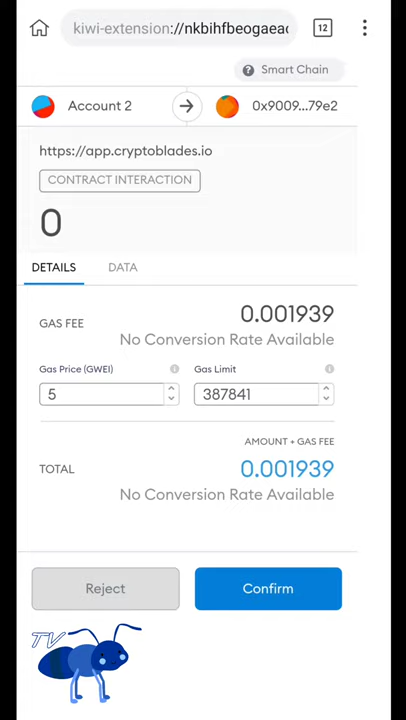 kiwi-extension://nkbihfbeogaeao
12
? Smart Chain
Account 2
0x9009...79e2
https://app.cryptoblades.io
CONTRACT INTERACTION
0
DETAILS
DATA
GAS FEE
0.001939
No Conversion Rate Available
Gas Price (GWEI) i
Gas Limit i
5
387841
AMOUNT + GAS FEE
TOTAL
0.001939
No Conversion Rate Available
Reject
Confirm
TV